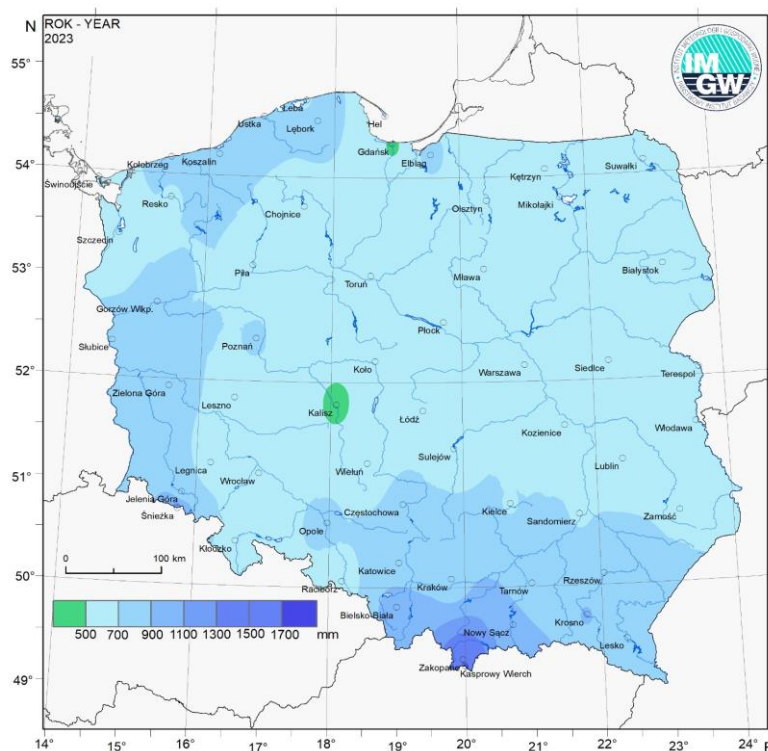 ROK - YEAR
2023
N
IM
GW
55°
54°
53°
52°
51°
50°
49°
Łeba
Ustka
Lębork
Hel
Gdańsk
Elbląg
Kołobrzeg
Koszalin
Kętrzyn
Suwałki
Świnoujście
Resko
Chojnice
Olsztyn
Mikołajki
Szczecin
Piła
Toruń
Mława
Białystok
Gorzów Wlkp.
Słubice
Poznań
Płock
Koło
Warszawa
Siedlce
Terespol
Zielona Góra
Leszno
Kalisz
Łódź
Kozienice
Włodawa
Sulejów
Legnica
Wrocław
Wieluń
Lublin
Jelenia Góra
Śnieżka
Częstochowa
Kielce
Sandomierz
Zamość
Opole
Kłodzko
0 100 km
Katowice
Racibórz
Kraków
Tarnów
Rzeszów
Bielsko-Biała
Nowy Sącz
Krosno
Lesko
Zakopane
Kasprowy Wierch
500 700 900 1100 1300 1500 1700 mm
14° 15° 16° 17° 18° 19° 20° 21° 22° 23° 24°